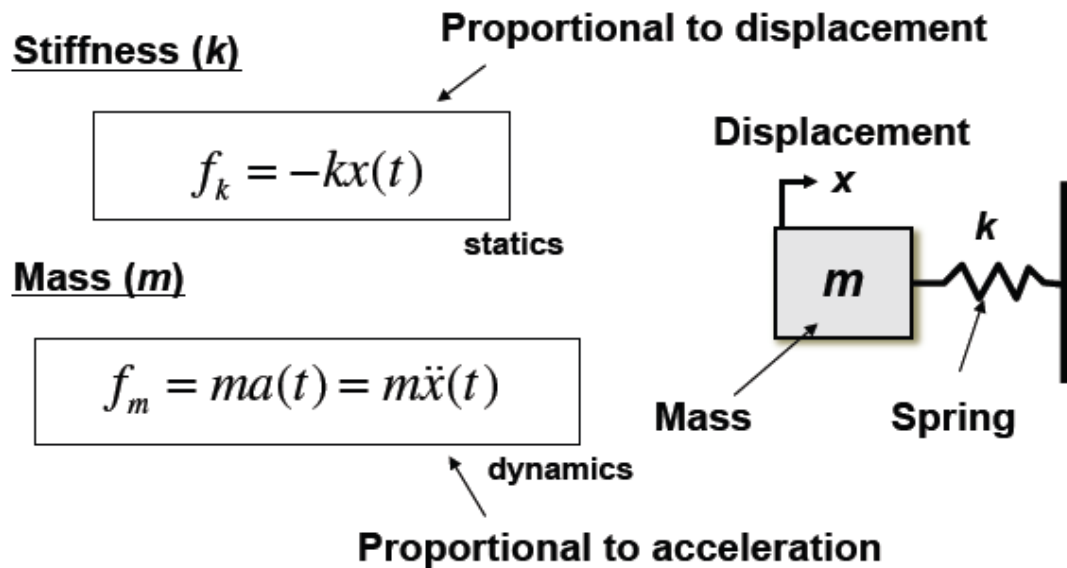 Stiffness (k)
Proportional to displacement
f_k = −kx(t)
statics
Mass (m)
f_m = ma(t) = mẍ(t)
dynamics
Proportional to acceleration
Displacement
x
k
m
Mass
Spring